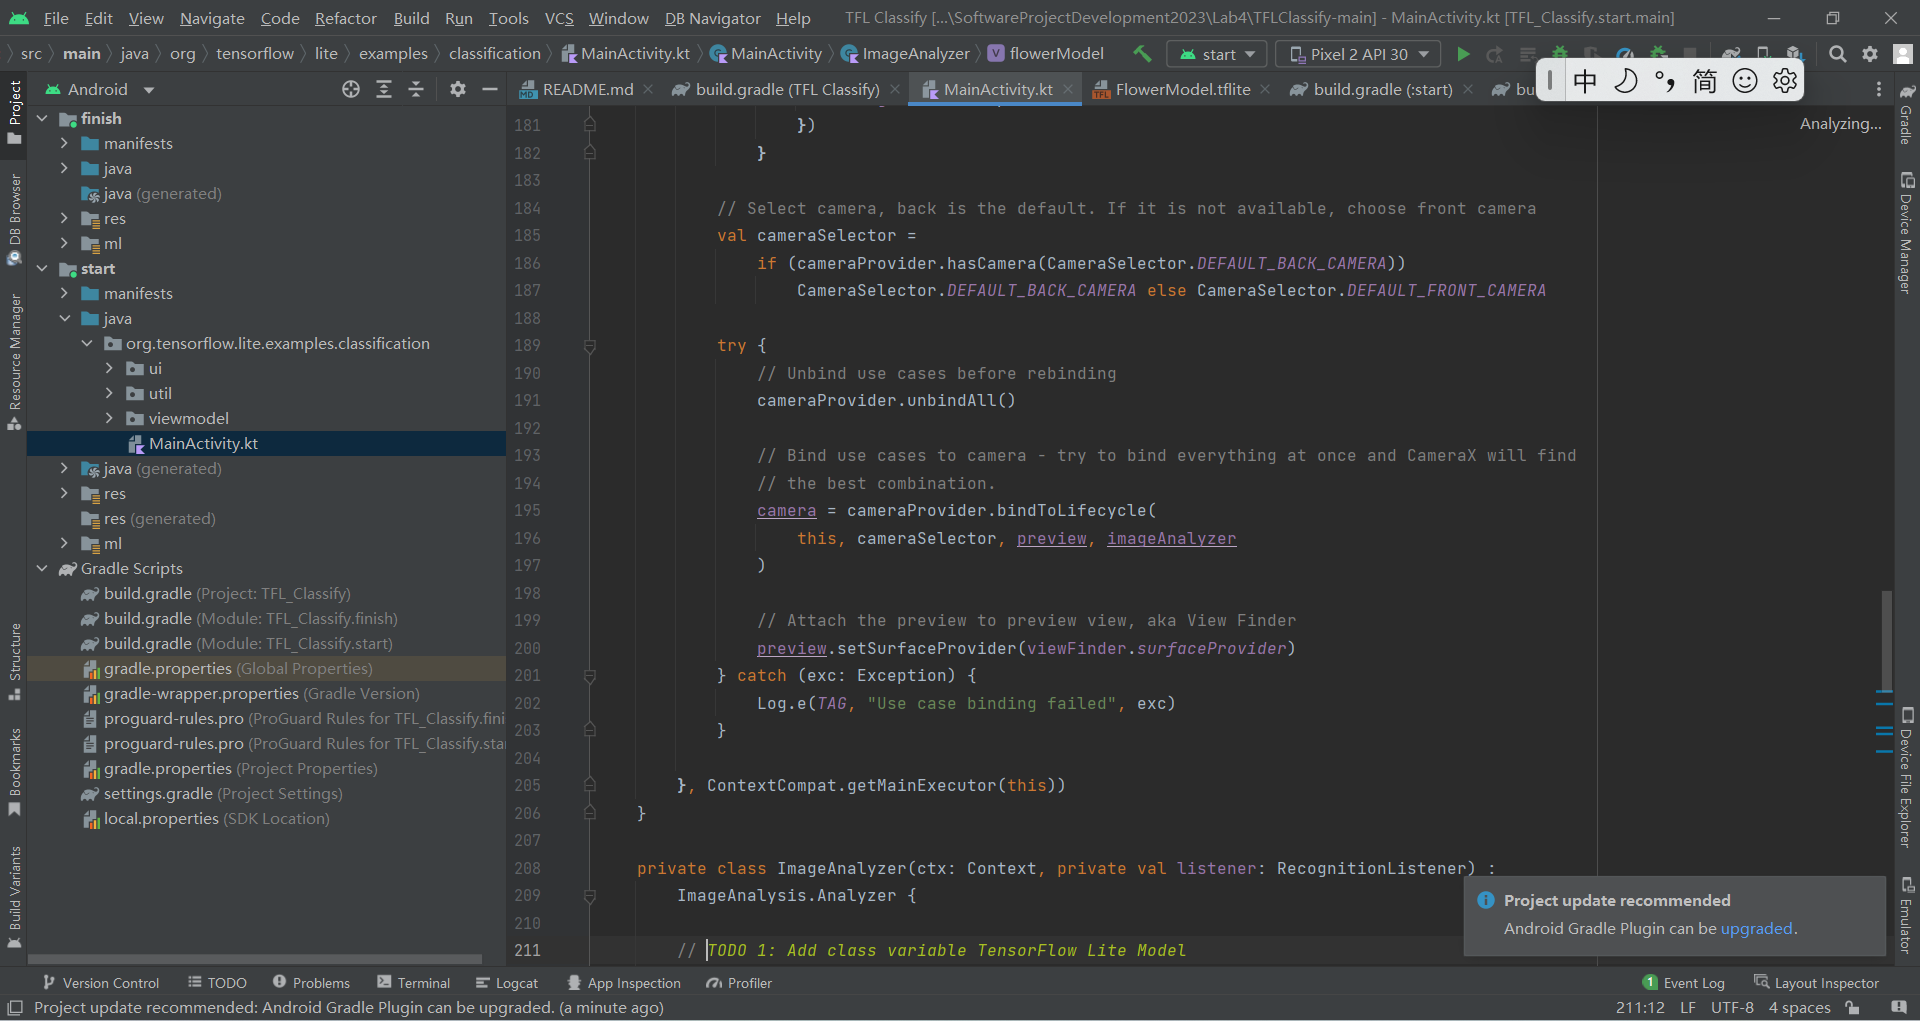 File Edit View Navigate Code Refactor Build Run Tools VCS Window DB Navigator Help TFL Classify [...\SoftwareProjectDevelopment2023\Lab4\TFLClassify-main] - MainActivity.kt [TFL_Classify.start.main]
src main java org tensorflow lite examples classification MainActivity.kt MainActivity ImageAnalyzer flowerModel start Pixel 2 API 30
中 简
Android
README.md build.gradle (TFL Classify) MainActivity.kt FlowerModel.tflite build.gradle (:start) bu
Analyzing...
Project
DB Browser
Resource Manager
Structure
Bookmarks
Build Variants
finish
manifests
java
java (generated)
res
ml
start
manifests
java
org.tensorflow.lite.examples.classification
ui
util
viewmodel
MainActivity.kt
java (generated)
res
res (generated)
ml
Gradle Scripts
build.gradle (Project: TFL_Classify)
build.gradle (Module: TFL_Classify.finish)
build.gradle (Module: TFL_Classify.start)
gradle.properties (Global Properties)
gradle-wrapper.properties (Gradle Version)
proguard-rules.pro (ProGuard Rules for TFL_Classify.fini
proguard-rules.pro (ProGuard Rules for TFL_Classify.sta
gradle.properties (Project Properties)
settings.gradle (Project Settings)
local.properties (SDK Location)
181 })
182 }
183
184 // Select camera, back is the default. If it is not available, choose front camera
185 val cameraSelector =
186 if (cameraProvider.hasCamera(CameraSelector.DEFAULT_BACK_CAMERA))
187 CameraSelector.DEFAULT_BACK_CAMERA else CameraSelector.DEFAULT_FRONT_CAMERA
188
189 try {
190 // Unbind use cases before rebinding
191 cameraProvider.unbindAll()
192
193 // Bind use cases to camera - try to bind everything at once and CameraX will find
194 // the best combination.
195 camera = cameraProvider.bindToLifecycle(
196 this, cameraSelector, preview, imageAnalyzer
197 )
198
199 // Attach the preview to preview view, aka View Finder
200 preview.setSurfaceProvider(viewFinder.surfaceProvider)
201 } catch (exc: Exception) {
202 Log.e(TAG, "Use case binding failed", exc)
203 }
204
205 }, ContextCompat.getMainExecutor(this))
206 }
207
208 private class ImageAnalyzer(ctx: Context, private val listener: RecognitionListener) :
209 ImageAnalysis.Analyzer {
210
211 // TODO 1: Add class variable TensorFlow Lite Model
Gradle
Device Manager
Device File Explorer
Emulator
Project update recommended
Android Gradle Plugin can be upgraded.
Version Control TODO Problems Terminal Logcat App Inspection Profiler 1 Event Log Layout Inspector
Project update recommended: Android Gradle Plugin can be upgraded. (a minute ago) 211:12 LF UTF-8 4 spaces